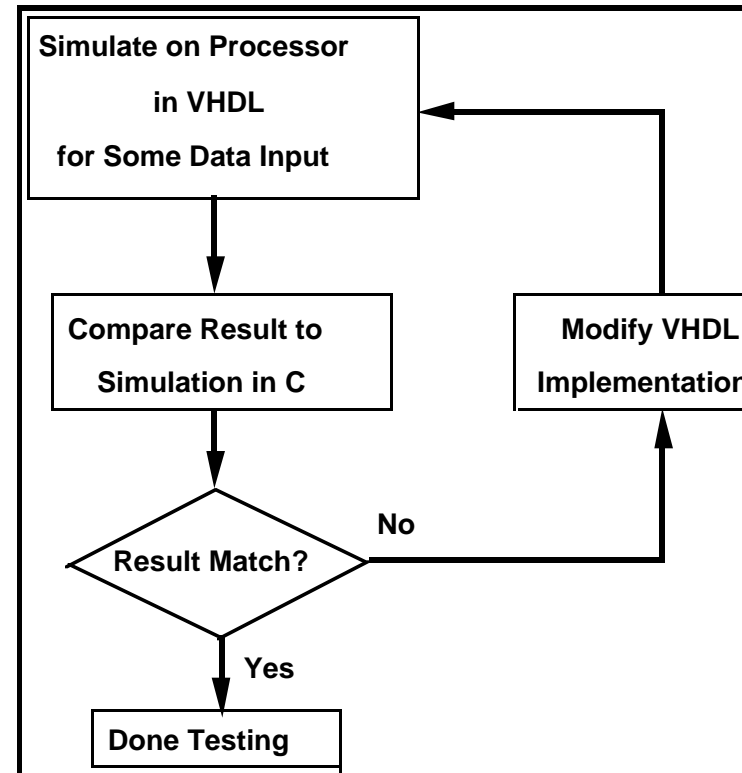 Simulate on Processor
in VHDL
for Some Data Input
Compare Result to
Simulation in C
Modify VHDL
Implementation
Result Match?
No
Yes
Done Testing